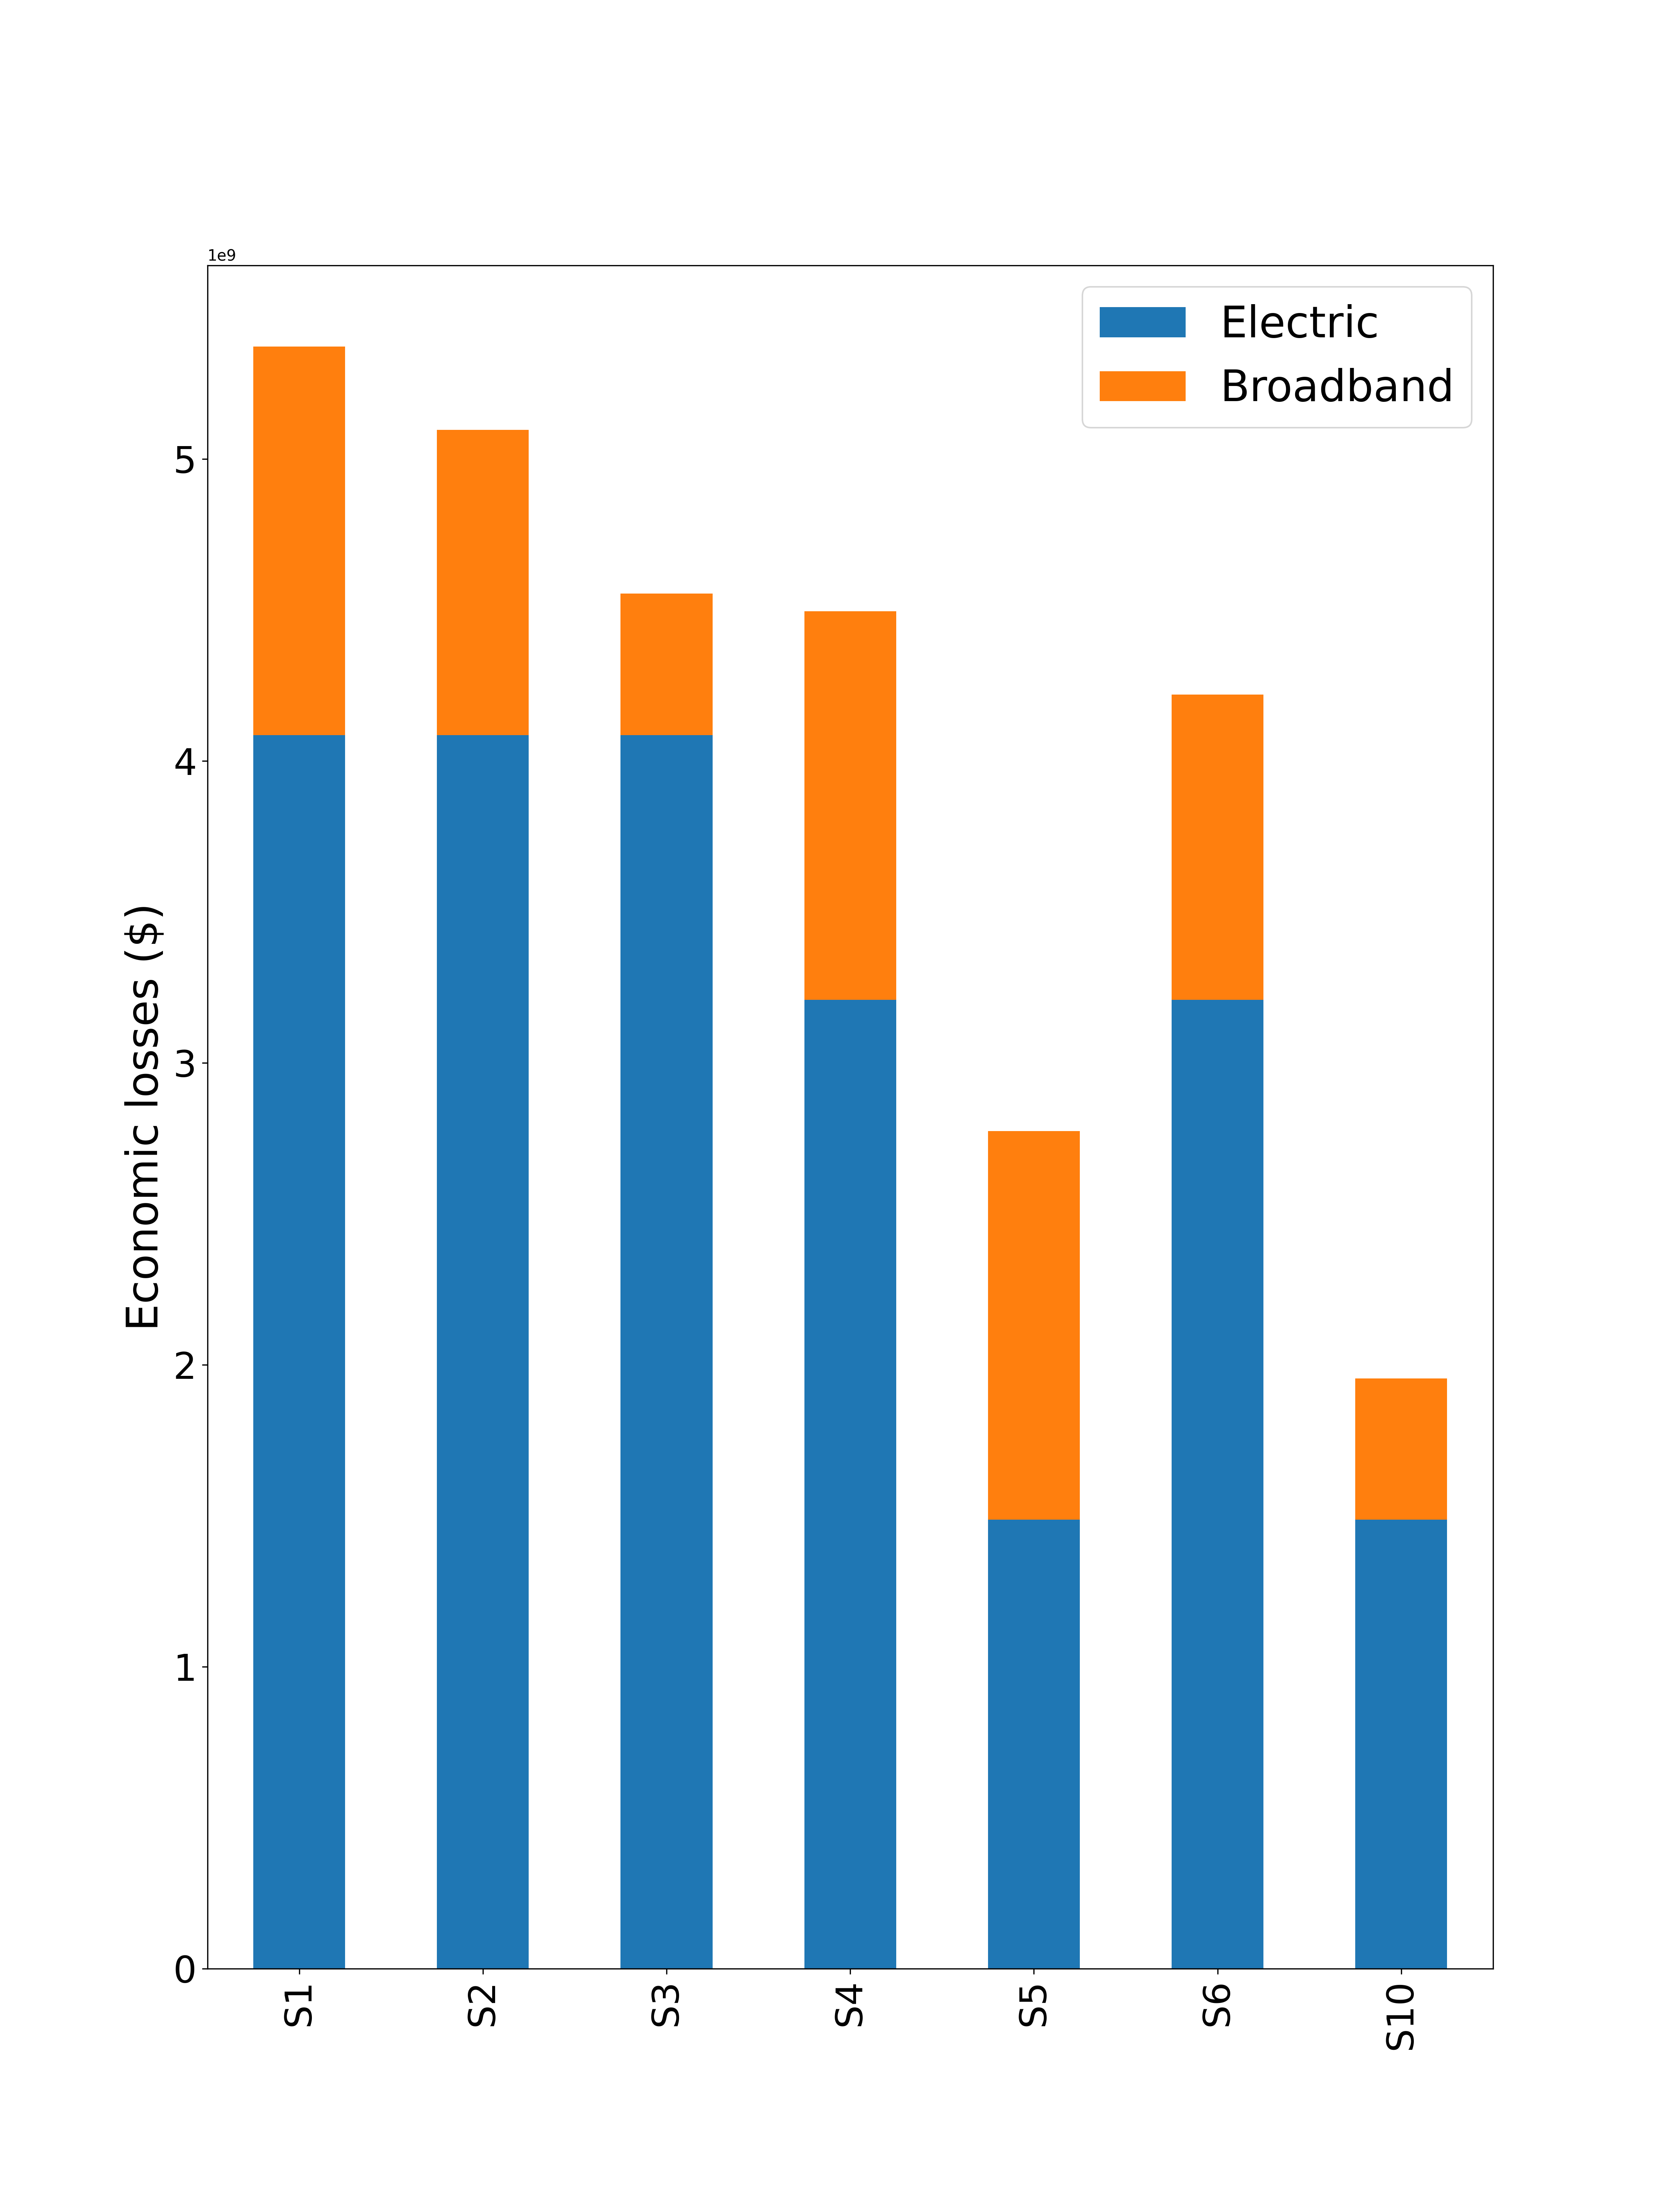 1e9
Electric
Broadband
5
4
3
2
1
0
Economic losses ($)
S1
S2
S3
S4
S5
S6
S10